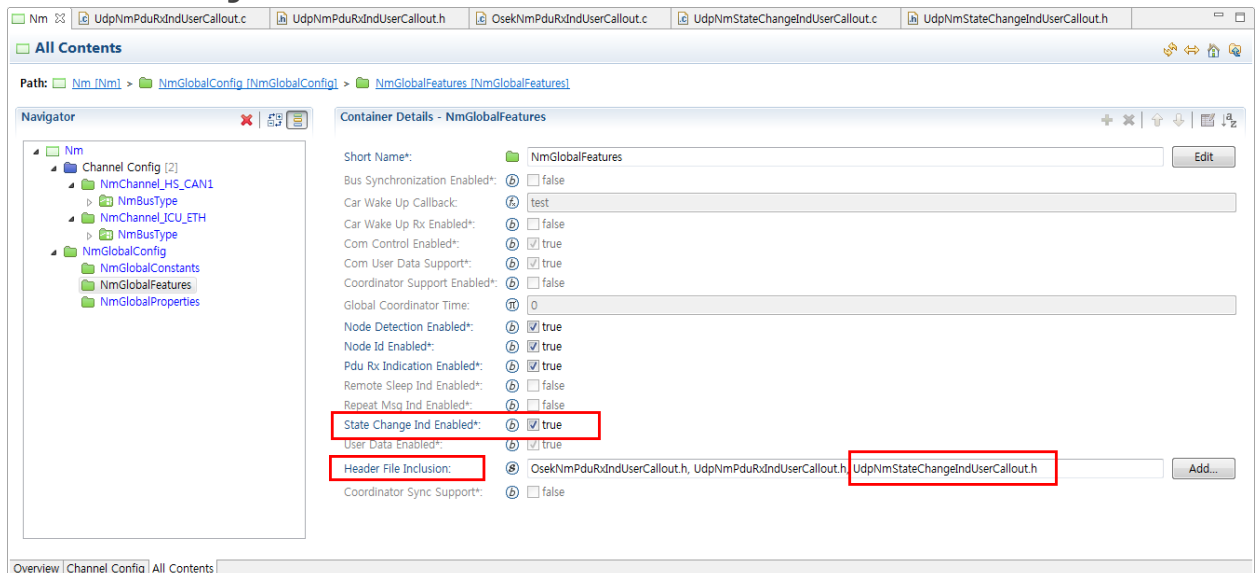 Nm UdpNmPduRxIndUserCallout.c UdpNmPduRxIndUserCallout.h OsekNmPduRxIndUserCallout.c UdpNmStateChangeIndUserCallout.c UdpNmStateChangeIndUserCallout.h
All Contents
Path: Nm [Nm] > NmGlobalConfig [NmGlobalConfig] > NmGlobalFeatures [NmGlobalFeatures]
Navigator
Nm
Channel Config [2]
NmChannel_HS_CAN1
NmBusType
NmChannel_ICU_ETH
NmBusType
NmGlobalConfig
NmGlobalConstants
NmGlobalFeatures
NmGlobalProperties
Container Details - NmGlobalFeatures
Short Name*: NmGlobalFeatures Edit
Bus Synchronization Enabled*: false
Car Wake Up Callback: test
Car Wake Up Rx Enabled*: false
Com Control Enabled*: true
Com User Data Support*: true
Coordinator Support Enabled*: false
Global Coordinator Time: 0
Node Detection Enabled*: true
Node Id Enabled*: true
Pdu Rx Indication Enabled*: true
Remote Sleep Ind Enabled*: false
Repeat Msg Ind Enabled*: false
State Change Ind Enabled*: true
User Data Enabled*: true
Header File Inclusion: OsekNmPduRxIndUserCallout.h, UdpNmPduRxIndUserCallout.h, UdpNmStateChangeIndUserCallout.h Add...
Coordinator Sync Support*: false
Overview Channel Config All Contents